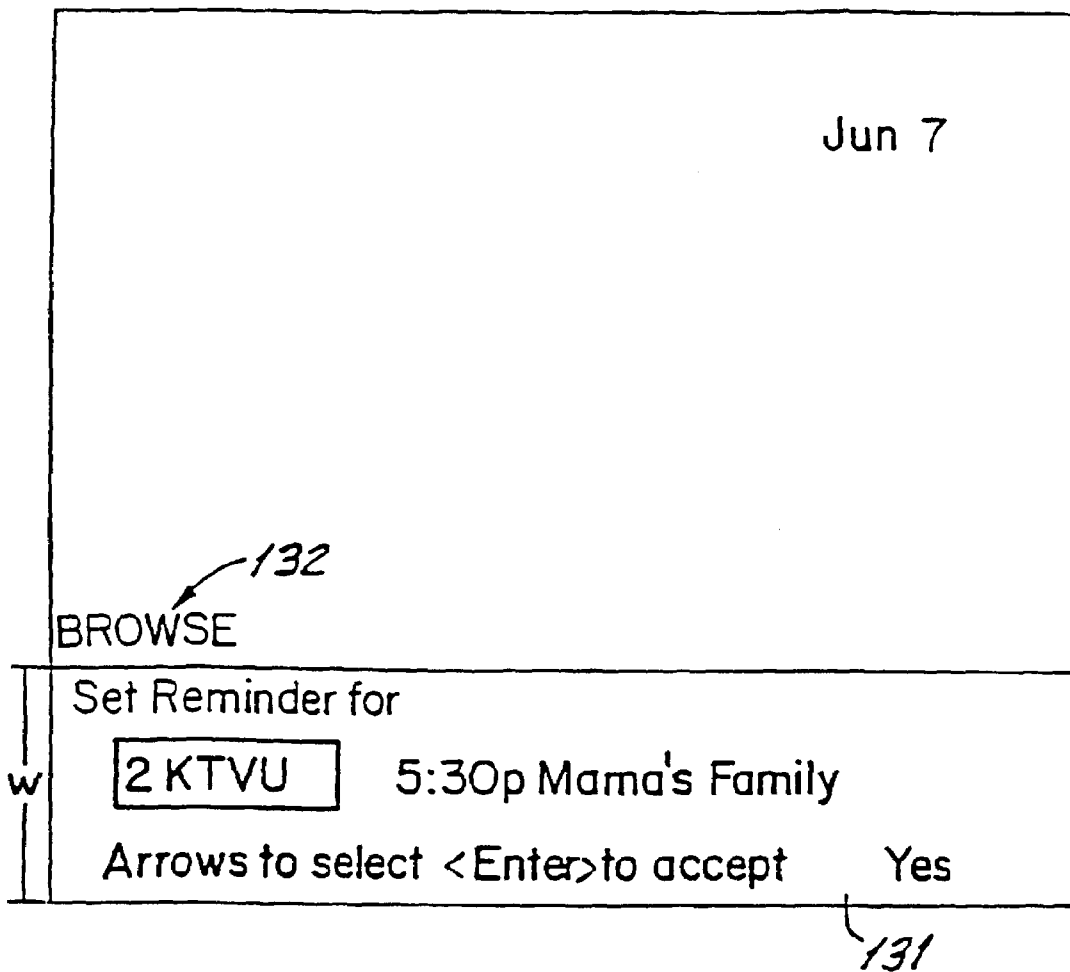 Jun 7
132
BROWSE
Set Reminder for
W
2 KTVU 5:30p Mama's Family
Arrows to select <Enter> to accept Yes
131